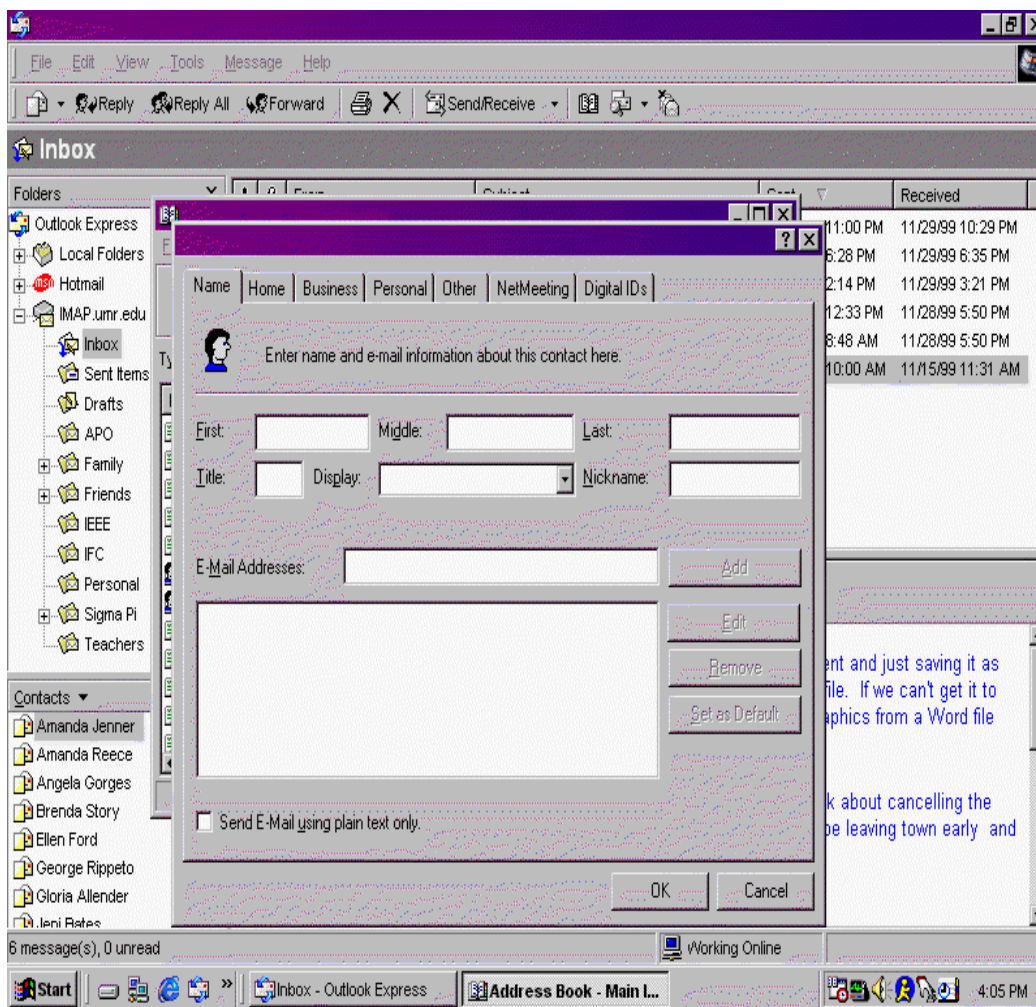 File Edit View Tools Message Help
Reply Reply All Forward Send/Receive
Inbox
Folders From Subject Sent Received
Outlook Express
Local Folders
Hotmail
IMAP.umr.edu
Inbox
Sent Items
Drafts
APO
Family
Friends
IEEE
IFC
Personal
Sigma Pi
Teachers
11:00 PM 11/29/99 10:29 PM
6:28 PM 11/29/99 6:35 PM
2:14 PM 11/29/99 3:21 PM
12:33 PM 11/28/99 5:50 PM
8:48 AM 11/28/99 5:50 PM
10:00 AM 11/15/99 11:31 AM
Name Home Business Personal Other NetMeeting Digital IDs
Enter name and e-mail information about this contact here.
First: Middle: Last:
Title: Display: Nickname:
E-Mail Addresses: Add
Edit
Remove
Set as Default
Send E-Mail using plain text only.
OK Cancel
ent and just saving it as
file. If we can't get it to
aphics from a Word file
k about cancelling the
be leaving town early and
Contacts
Amanda Jenner
Amanda Reece
Angela Gorges
Brenda Story
Ellen Ford
George Rippeto
Gloria Allender
Jeni Bates
6 message(s), 0 unread Working Online
Start Inbox - Outlook Express Address Book - Main I... 4:05 PM